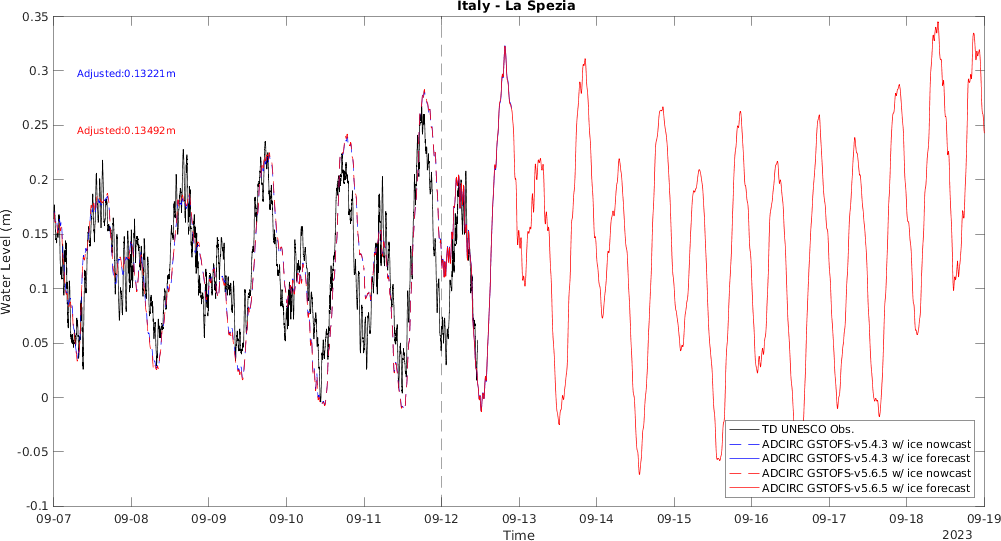 Italy - La Spezia
0.35
0.3
0.25
0.2
0.15
0.1
0.05
0
-0.05
-0.1
Water Level (m)
Adjusted:0.13221m
Adjusted:0.13492m
TD UNESCO Obs.
ADCIRC GSTOFS-v5.4.3 w/ ice nowcast
ADCIRC GSTOFS-v5.4.3 w/ ice forecast
ADCIRC GSTOFS-v5.6.5 w/ ice nowcast
ADCIRC GSTOFS-v5.6.5 w/ ice forecast
09-07 09-08 09-09 09-10 09-11 09-12 09-13 09-14 09-15 09-16 09-17 09-18 09-19
Time
2023